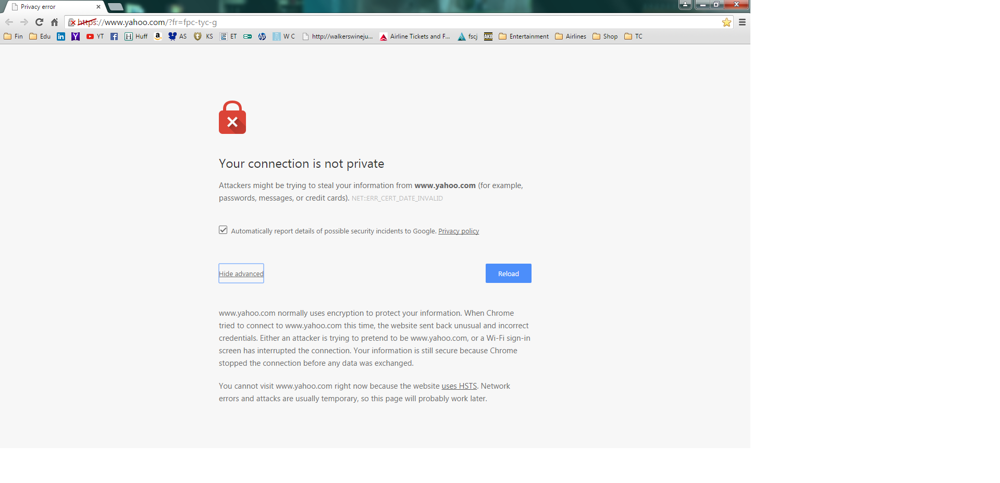 Privacy error
https://www.yahoo.com/?fr=fpc-tyc-g
Fin Edu in Y YT f H Huff a AS KS E ET hp W C http://walkerswineju... Airline Tickets and F... fscj AKO Entertainment Airlines Shop TC
Your connection is not private
Attackers might be trying to steal your information from www.yahoo.com (for example,
passwords, messages, or credit cards). NET::ERR_CERT_DATE_INVALID
Automatically report details of possible security incidents to Google. Privacy policy
Hide advanced
Reload
www.yahoo.com normally uses encryption to protect your information. When Chrome
tried to connect to www.yahoo.com this time, the website sent back unusual and incorrect
credentials. Either an attacker is trying to pretend to be www.yahoo.com, or a Wi-Fi sign-in
screen has interrupted the connection. Your information is still secure because Chrome
stopped the connection before any data was exchanged.
You cannot visit www.yahoo.com right now because the website uses HSTS. Network
errors and attacks are usually temporary, so this page will probably work later.